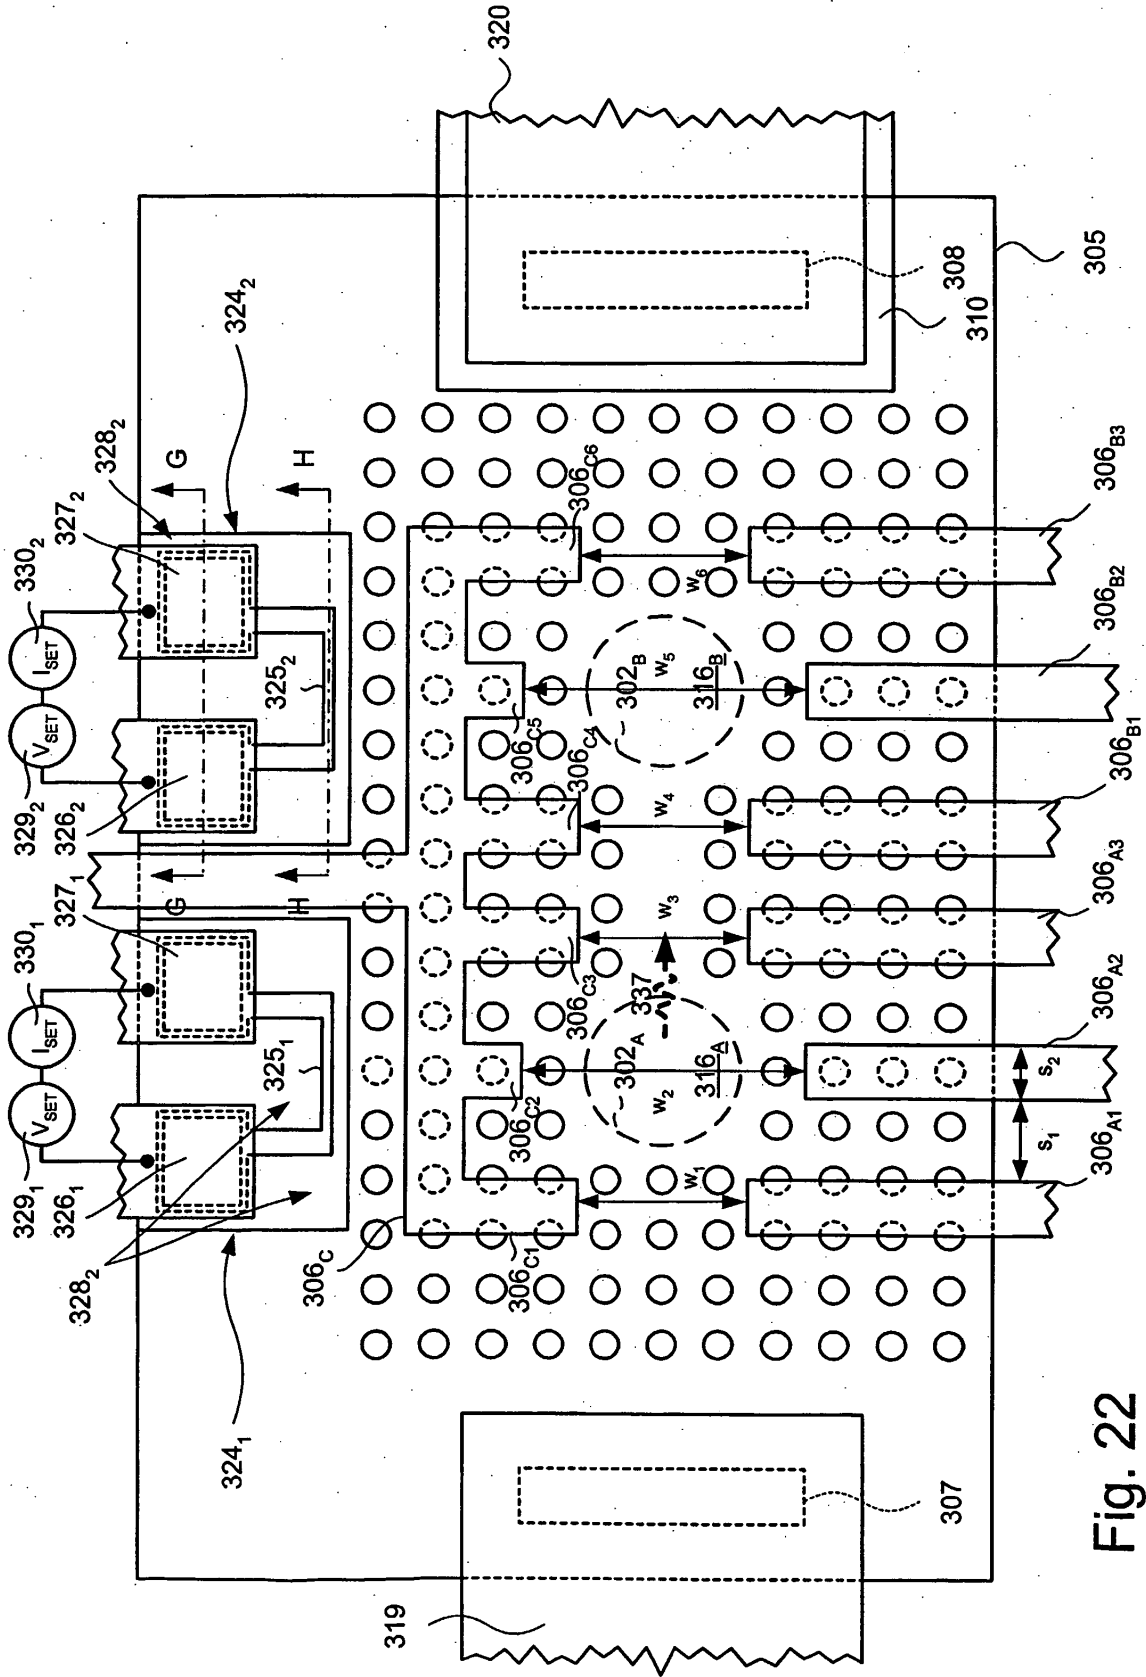 329₁
V_SET
I_SET
330₁
329₂
V_SET
I_SET
330₂
326₁
327₁
326₂
327₂
328₂
328₂
324₁
325₁
G
H
325₂
G
H
324₂
306_C
306_C1
306_C2
306_C3
306_C4
306_C5
306_C6
319
307
w₁
w₂
302_A
316_A
337
w₃
w₄
302_B
w₅
316_B
w₆
308
310
320
305
s₁
s₂
306_A1
306_A2
306_A3
306_B1
306_B2
306_B3
Fig. 22